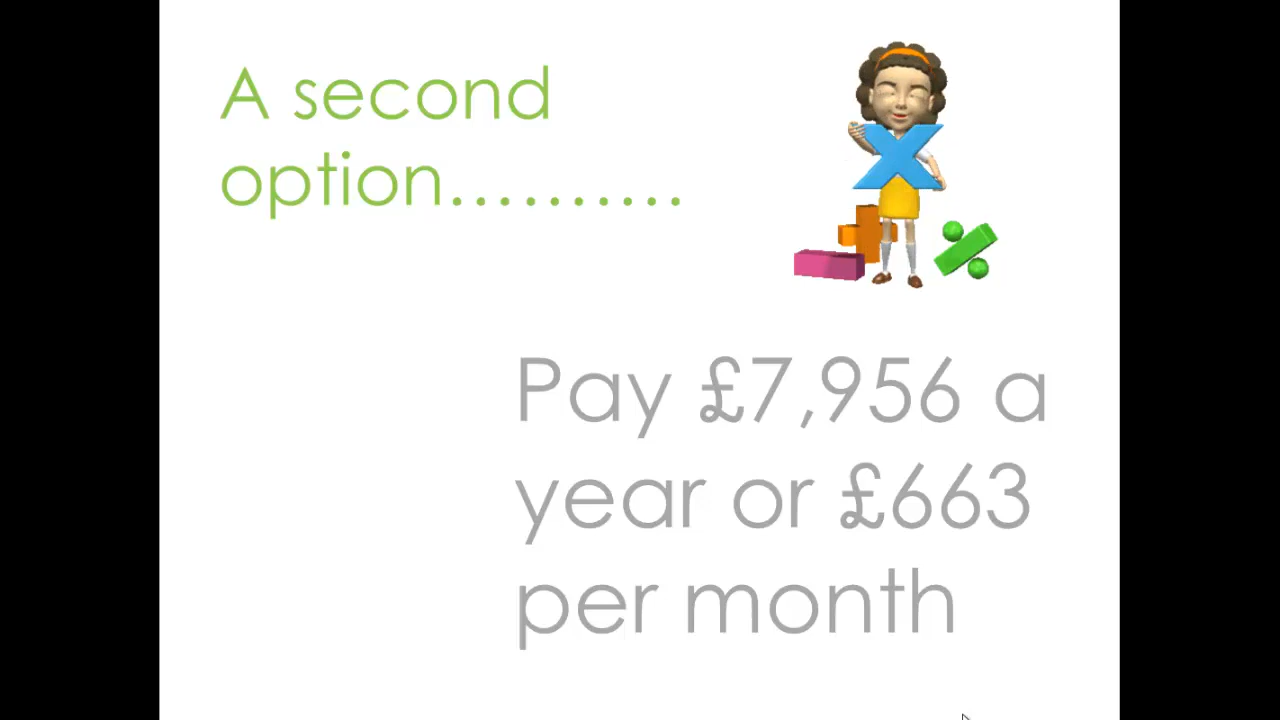 A second
option..........
Pay £7,956 a
year or £663
per month